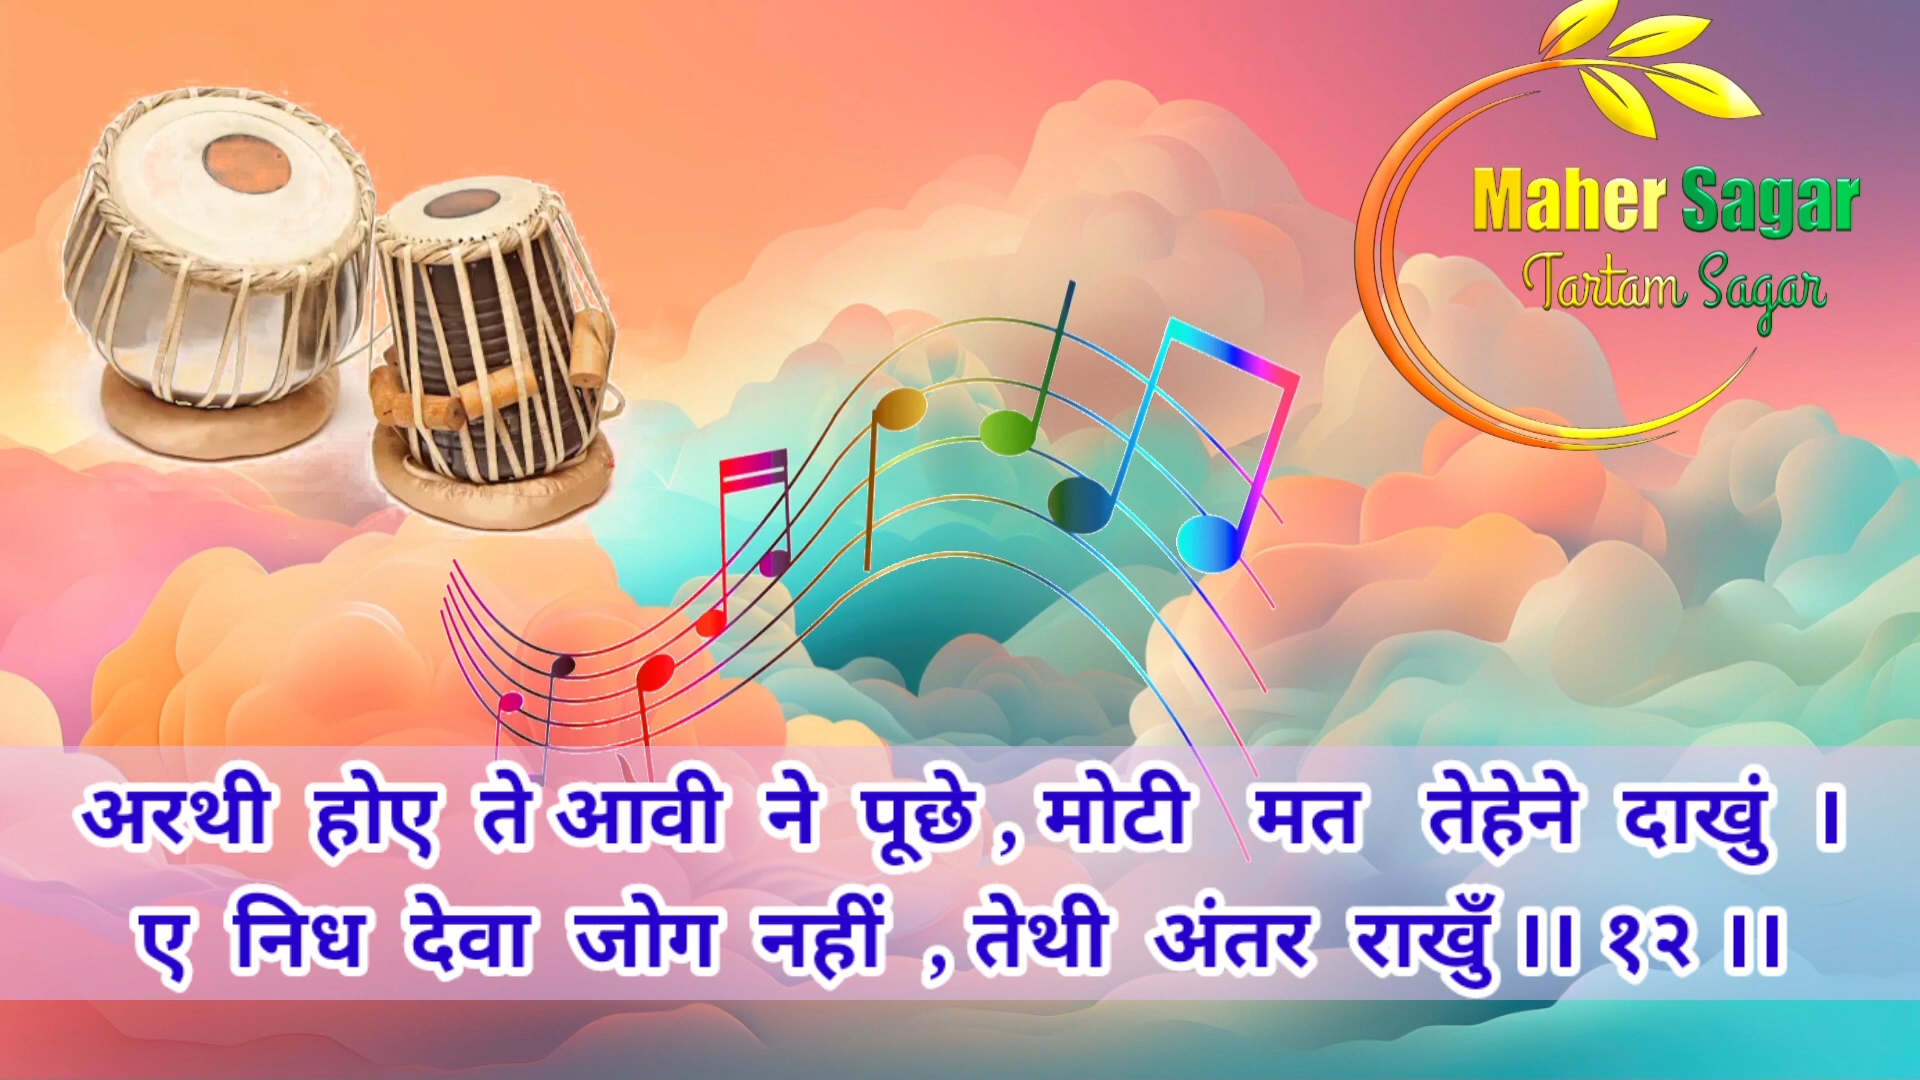 Maher Sagar
Tartam Sagar
अरथी होए ते आवी ने पूछे , मोटी मत तेहेने दाखुं ।
ए निध देवा जोग नहीं , तेथी अंतर राखुँ ।। १२ ।।